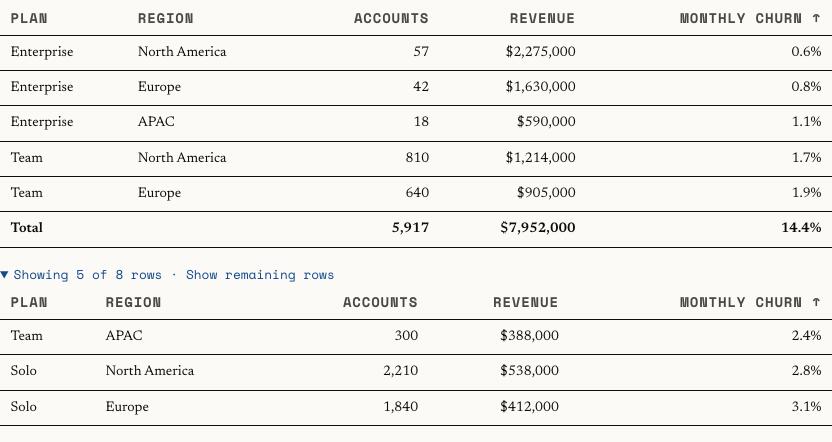 PLAN REGION ACCOUNTS REVENUE MONTHLY CHURN ↑
Enterprise North America 57 $2,275,000 0.6%
Enterprise Europe 42 $1,630,000 0.8%
Enterprise APAC 18 $590,000 1.1%
Team North America 810 $1,214,000 1.7%
Team Europe 640 $905,000 1.9%
Total 5,917 $7,952,000 14.4%
▼ Showing 5 of 8 rows · Show remaining rows
PLAN REGION ACCOUNTS REVENUE MONTHLY CHURN ↑
Team APAC 300 $388,000 2.4%
Solo North America 2,210 $538,000 2.8%
Solo Europe 1,840 $412,000 3.1%